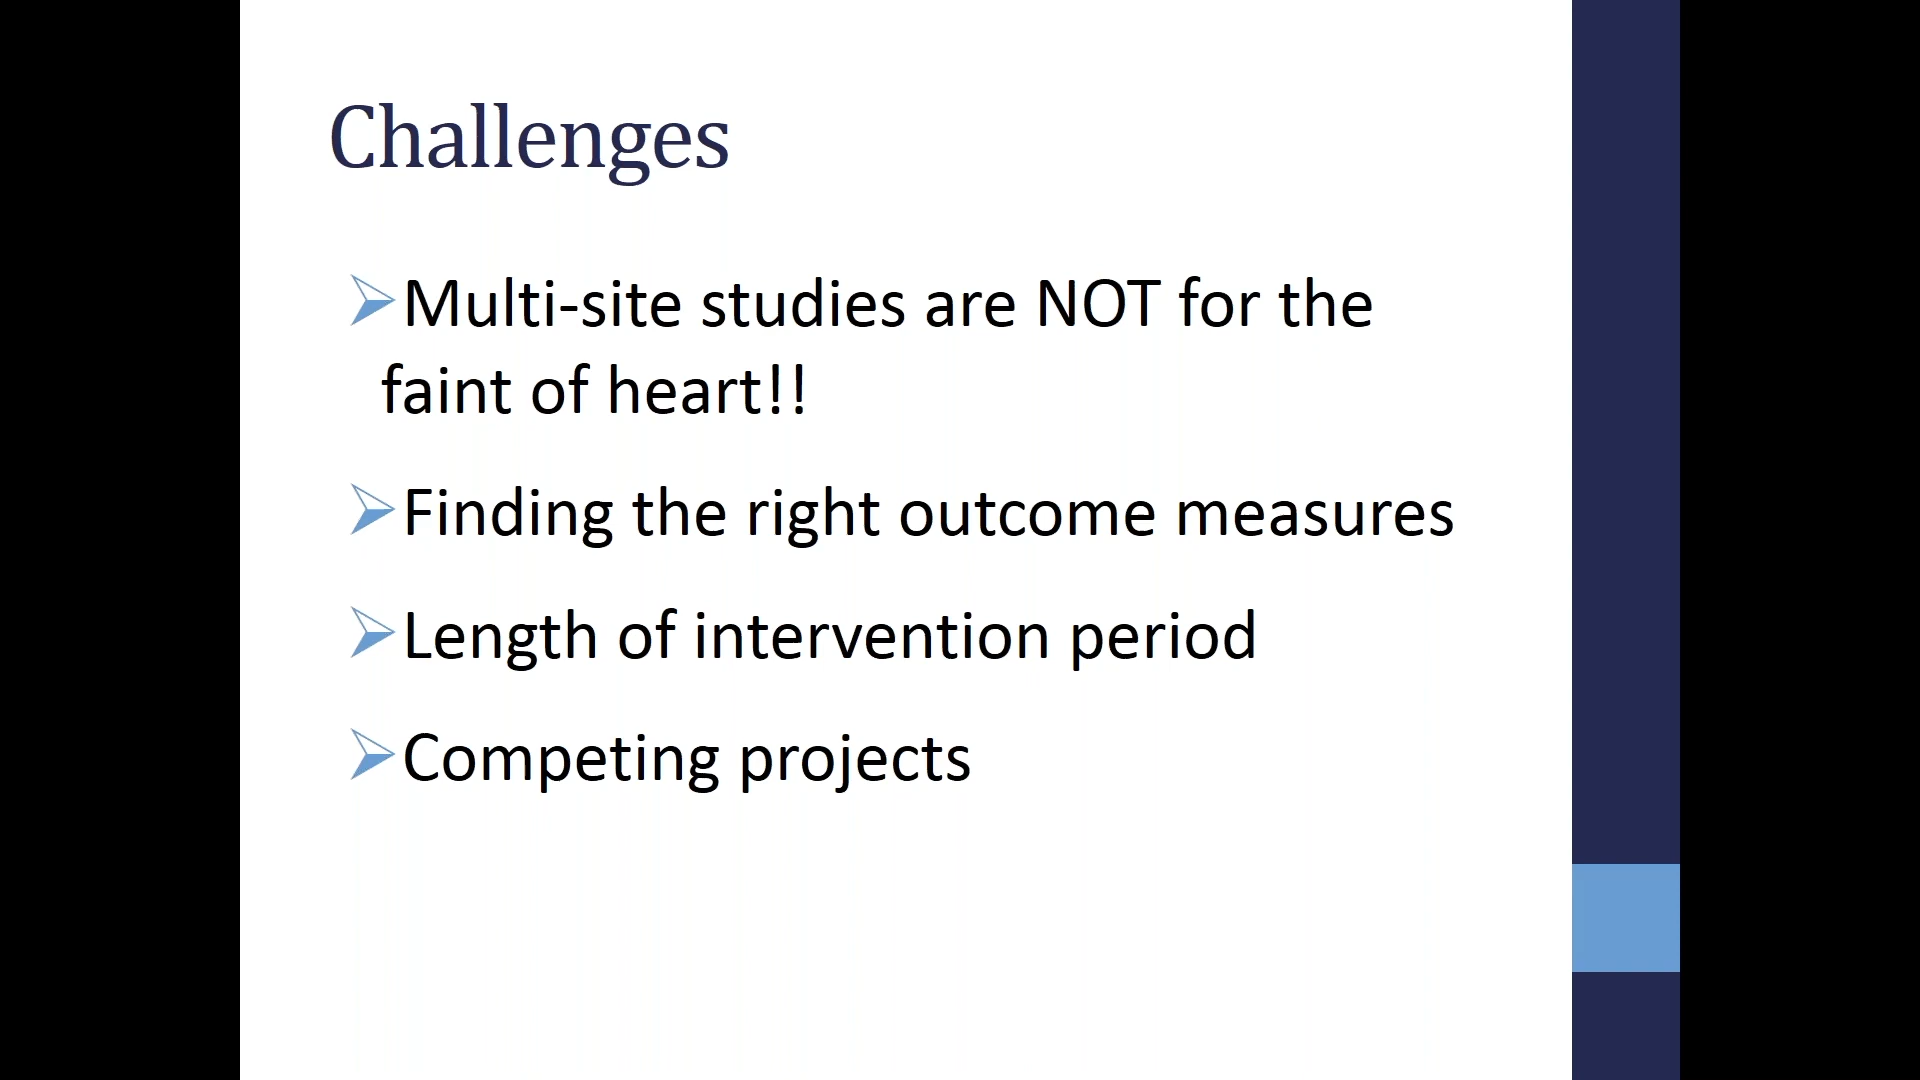 Challenges
Multi-site studies are NOT for the
faint of heart!!
Finding the right outcome measures
Length of intervention period
Competing projects